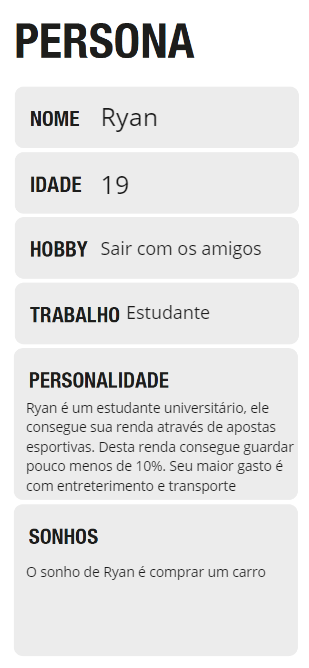 PERSONA
NOME Ryan
IDADE 19
HOBBY Sair com os amigos
TRABALHO Estudante
PERSONALIDADE
Ryan é um estudante universitário, ele
consegue sua renda através de apostas
esportivas. Desta renda consegue guardar
pouco menos de 10%. Seu maior gasto é
com entreterimento e transporte
SONHOS
O sonho de Ryan é comprar um carro